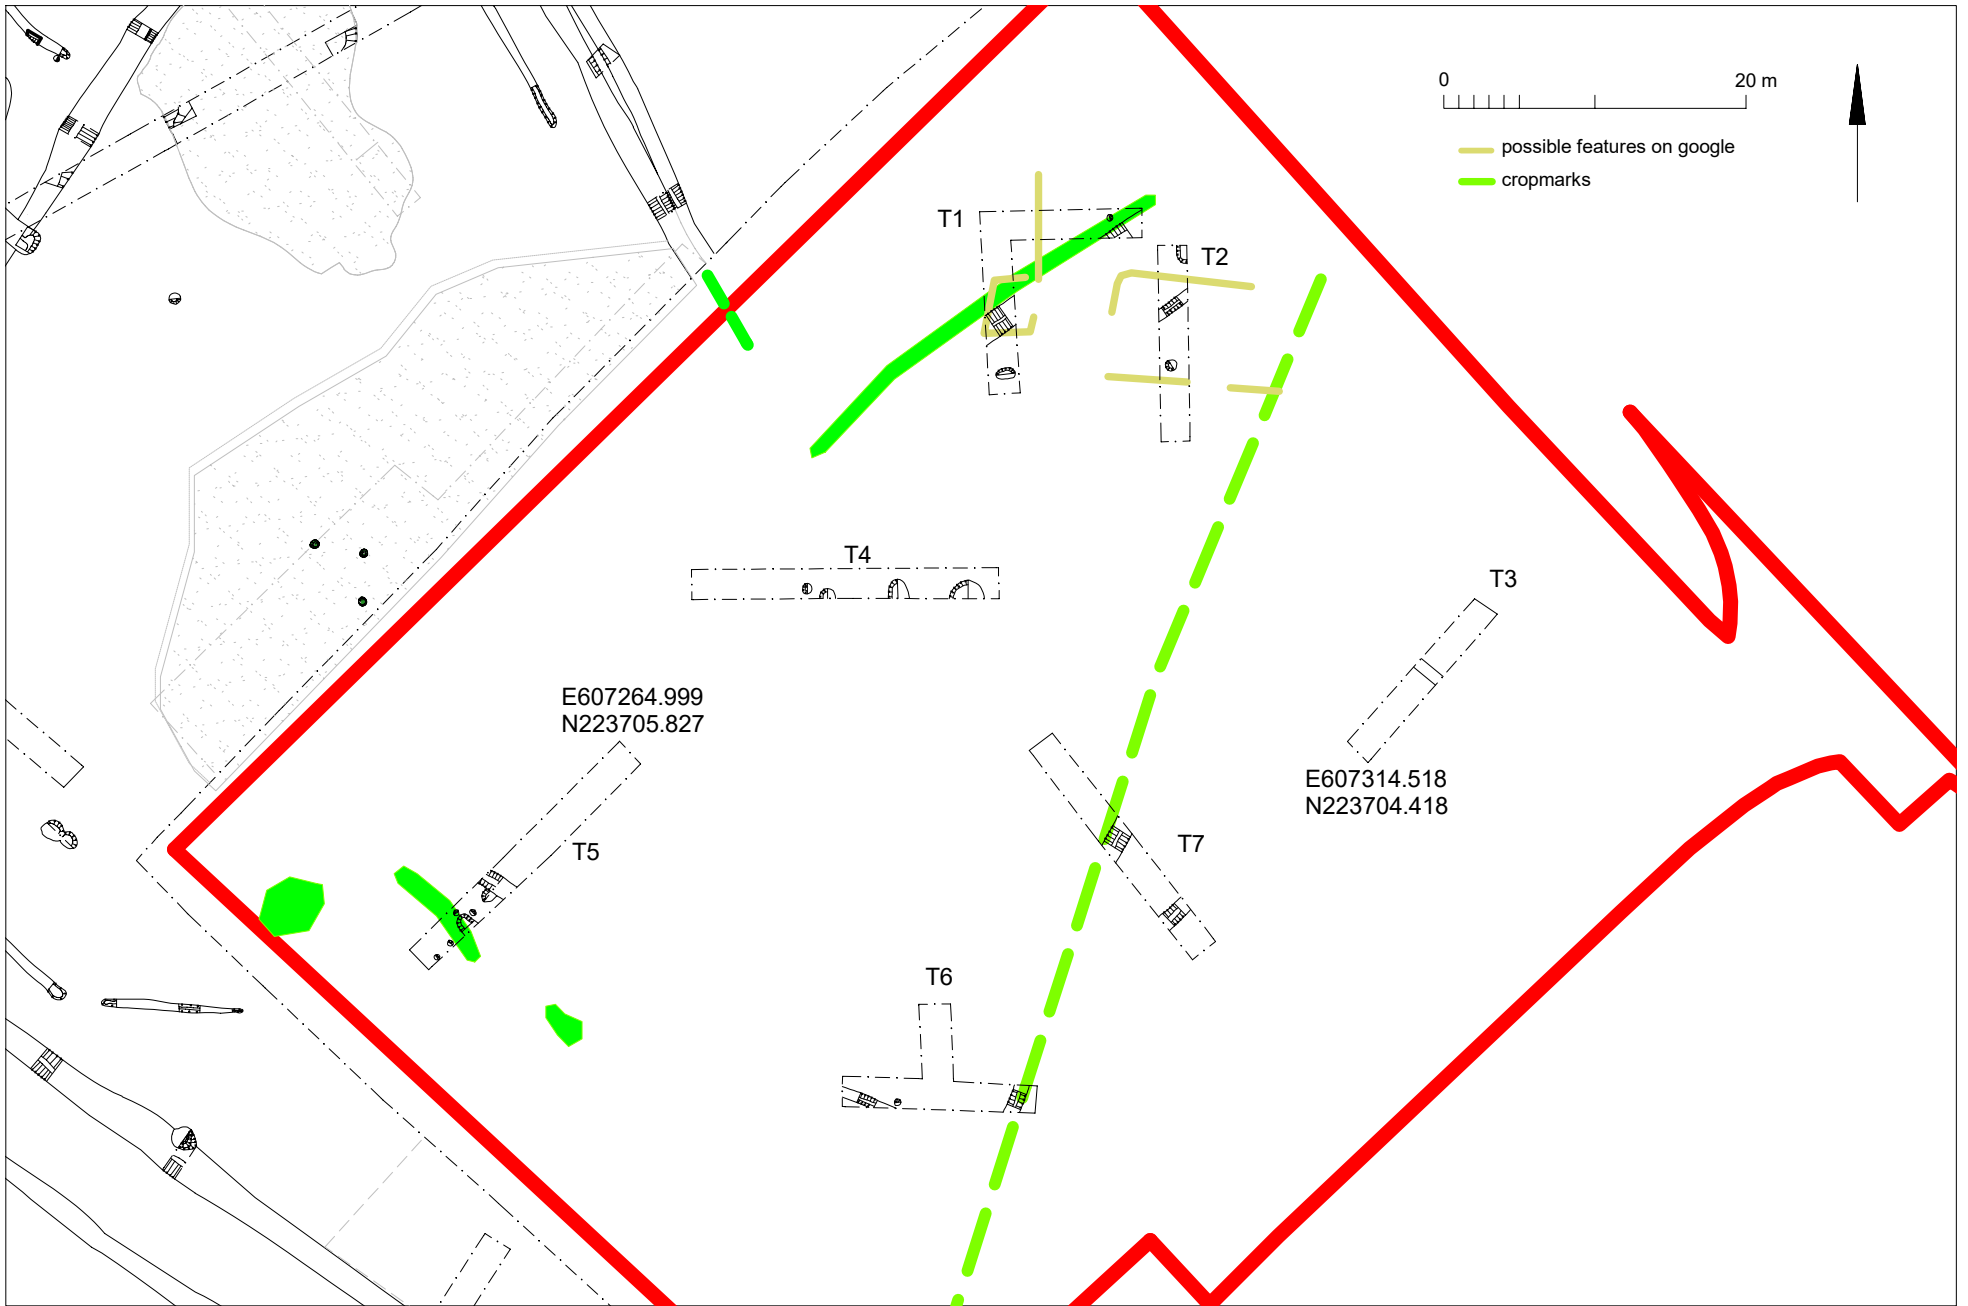 0 20 m
possible features on google
cropmarks
T1
T2
T4
T3
E607264.999
N223705.827
E607314.518
N223704.418
T7
T5
T6